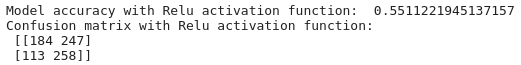 Model accuracy with Relu activation function:  0.5511221945137157
Confusion matrix with Relu activation function:
 [[184 247]
 [113 258]]